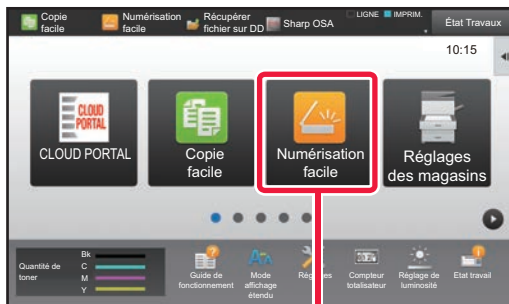 Copie
facile
Numérisation
facile
Récupérer
fichier sur DD
Sharp OSA
LIGNE
IMPRIM.
État Travaux
10:15
CLOUD
PORTAL
CLOUD PORTAL
Copie
facile
Numérisation
facile
Réglages
des magasins
Quantité de
toner
Bk
C
M
Y
Guide de
fonctionnement
Mode
affichage
étendu
Compteur
totalisateur
Réglage de
luminosité
Etat travail